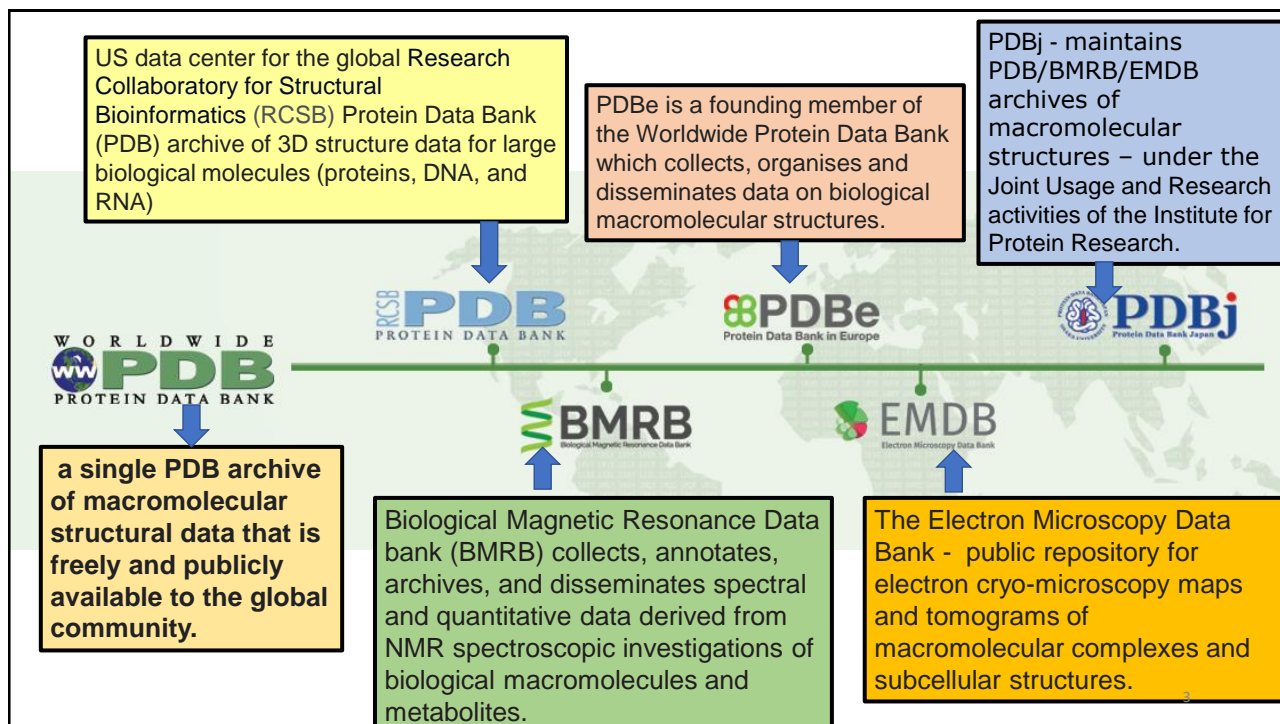 US data center for the global Research
Collaboratory for Structural
Bioinformatics (RCSB) Protein Data Bank
(PDB) archive of 3D structure data for large
biological molecules (proteins, DNA, and
RNA)
PDBe is a founding member of
the Worldwide Protein Data Bank
which collects, organises and
disseminates data on biological
macromolecular structures.
PDBj - maintains
PDB/BMRB/EMDB
archives of
macromolecular
structures – under the
Joint Usage and Research
activities of the Institute for
Protein Research.
WORLDWIDE
ww PDB
PROTEIN DATA BANK
RCSB PDB
PROTEIN DATA BANK
PDBe
Protein Data Bank in Europe
PDBj
Protein Data Bank Japan
BMRB
Biological Magnetic Resonance Data Bank
EMDB
Electron Microscopy Data Bank
a single PDB archive
of macromolecular
structural data that is
freely and publicly
available to the global
community.
Biological Magnetic Resonance Data
bank (BMRB) collects, annotates,
archives, and disseminates spectral
and quantitative data derived from
NMR spectroscopic investigations of
biological macromolecules and
metabolites.
The Electron Microscopy Data
Bank - public repository for
electron cryo-microscopy maps
and tomograms of
macromolecular complexes and
subcellular structures.
3